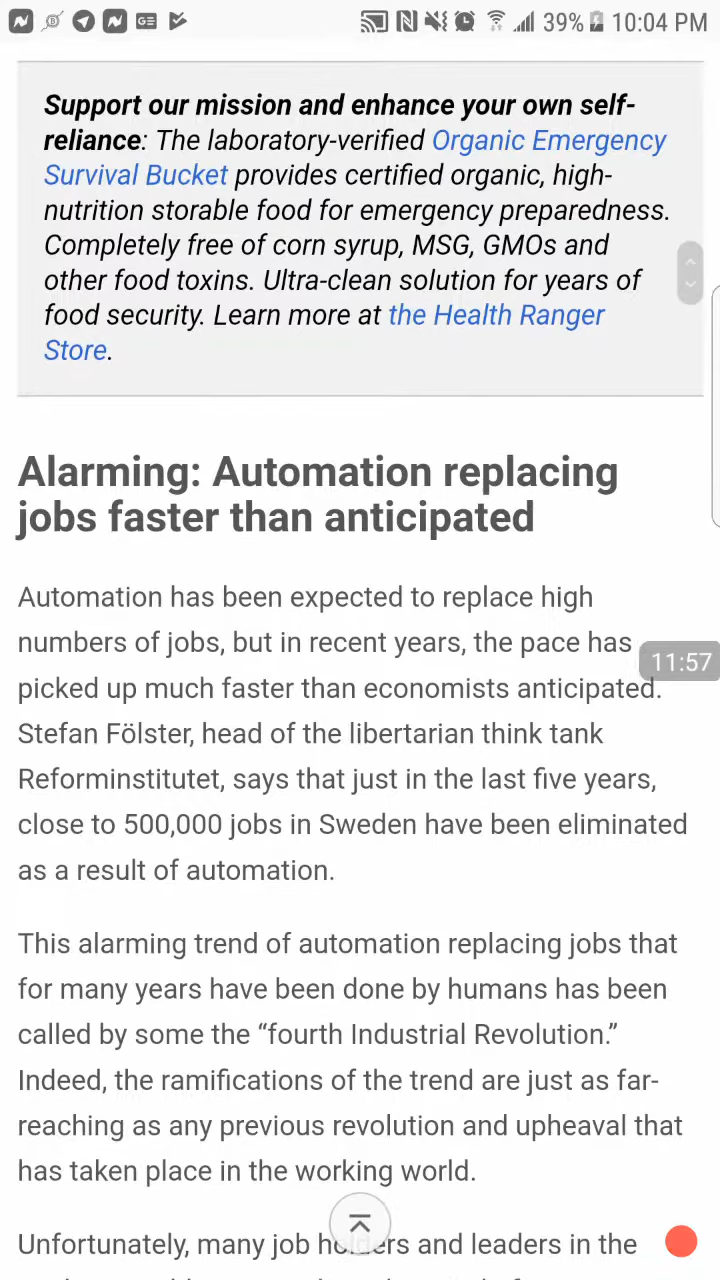 39% 10:04 PM
Support our mission and enhance your own self-
reliance: The laboratory-verified Organic Emergency
Survival Bucket provides certified organic, high-
nutrition storable food for emergency preparedness.
Completely free of corn syrup, MSG, GMOs and
other food toxins. Ultra-clean solution for years of
food security. Learn more at the Health Ranger
Store.
Alarming: Automation replacing
jobs faster than anticipated
Automation has been expected to replace high
numbers of jobs, but in recent years, the pace has
11:57
picked up much faster than economists anticipated.
Stefan Fölster, head of the libertarian think tank
Reforminstitutet, says that just in the last five years,
close to 500,000 jobs in Sweden have been eliminated
as a result of automation.
This alarming trend of automation replacing jobs that
for many years have been done by humans has been
called by some the “fourth Industrial Revolution.”
Indeed, the ramifications of the trend are just as far-
reaching as any previous revolution and upheaval that
has taken place in the working world.
Unfortunately, many job holders and leaders in the